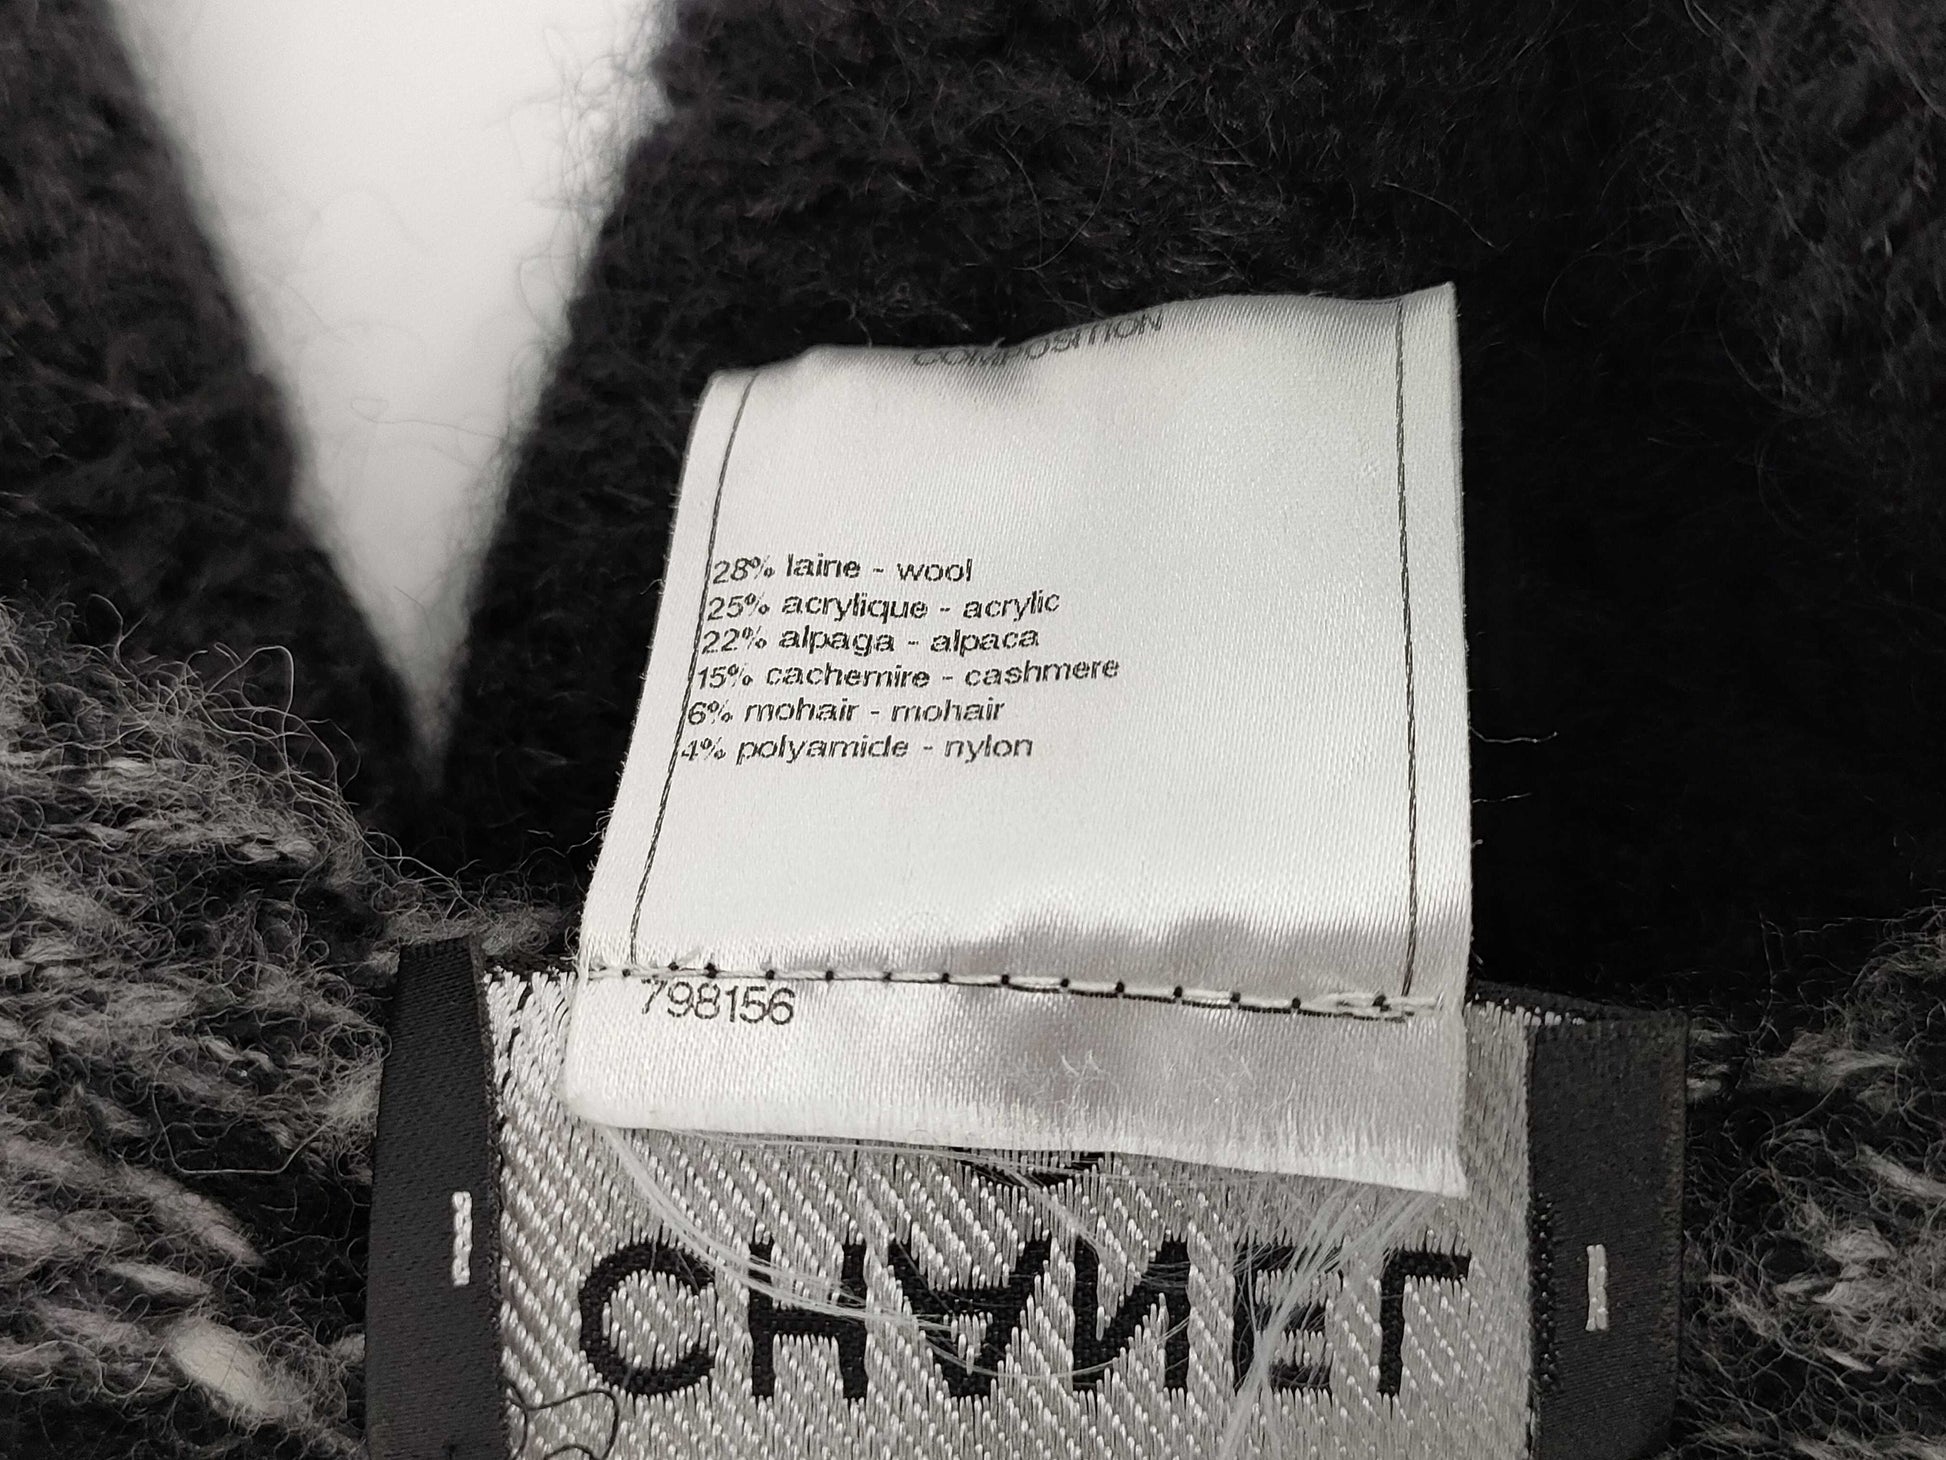 COMPOSITION
28% laine - wool
25% acrylique - acrylic
22% alpaga - alpaca
15% cachemire - cashmere
6% mohair - mohair
4% polyamide - nylon
798156
CHANEL